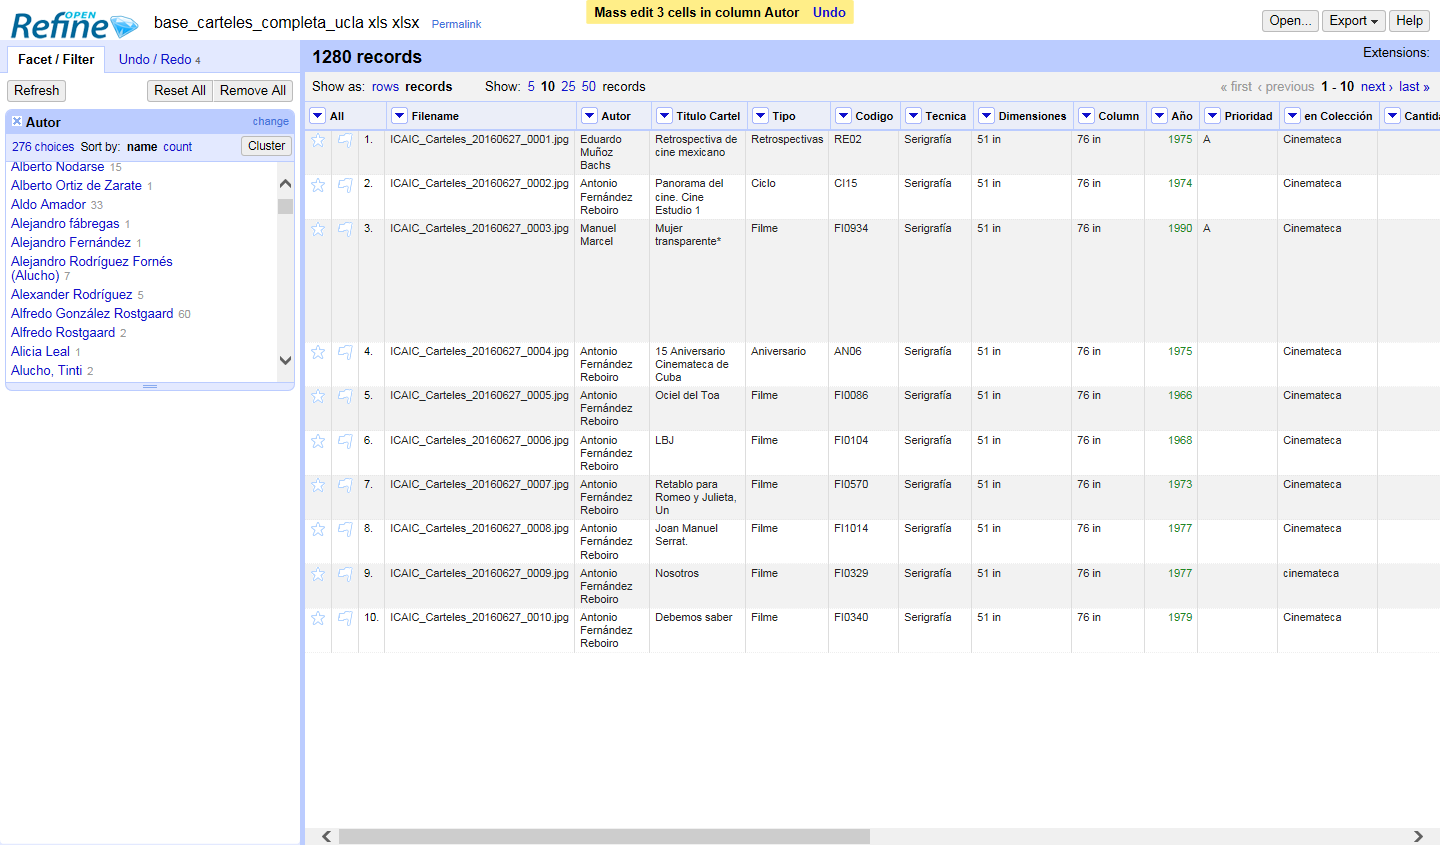 OPEN
Refine
base_carteles_completa_ucla xls xlsx Permalink
Mass edit 3 cells in column Autor Undo
Open... Export Help
Facet / Filter Undo / Redo 4
Refresh Reset All Remove All
Autor change
276 choices Sort by: name count Cluster
Alberto Nodarse 15
Alberto Ortiz de Zarate 1
Aldo Amador 33
Alejandro fábregas 1
Alejandro Fernández 1
Alejandro Rodríguez Fornés
(Alucho) 7
Alexander Rodríguez 5
Alfredo González Rostgaard 60
Alfredo Rostgaard 2
Alicia Leal 1
Alucho, Tinti 2
1280 records Extensions:
Show as: rows records Show: 5 10 25 50 records « first ‹ previous 1 - 10 next › last »
All Filename Autor Titulo Cartel Tipo Codigo Tecnica Dimensiones Column Año Prioridad en Colección Cantida
1. ICAIC_Carteles_20160627_0001.jpg Eduardo Retrospectiva de Retrospectivas RE02 Serigrafía 51 in 76 in 1975 A Cinemateca
Muñoz cine mexicano
Bachs
2. ICAIC_Carteles_20160627_0002.jpg Antonio Panorama del Ciclo CI15 Serigrafía 51 in 76 in 1974 Cinemateca
Fernández cine. Cine
Reboiro Estudio 1
3. ICAIC_Carteles_20160627_0003.jpg Manuel Mujer Filme FI0934 Serigrafía 51 in 76 in 1990 A Cinemateca
Marcel transparente*
4. ICAIC_Carteles_20160627_0004.jpg Antonio 15 Aniversario Aniversario AN06 Serigrafía 51 in 76 in 1975 Cinemateca
Fernández Cinemateca de
Reboiro Cuba
5. ICAIC_Carteles_20160627_0005.jpg Antonio Ociel del Toa Filme FI0086 Serigrafía 51 in 76 in 1966 Cinemateca
Fernández
Reboiro
6. ICAIC_Carteles_20160627_0006.jpg Antonio LBJ Filme FI0104 Serigrafía 51 in 76 in 1968 Cinemateca
Fernández
Reboiro
7. ICAIC_Carteles_20160627_0007.jpg Antonio Retablo para Filme FI0570 Serigrafía 51 in 76 in 1973 Cinemateca
Fernández Romeo y Julieta,
Reboiro Un
8. ICAIC_Carteles_20160627_0008.jpg Antonio Joan Manuel Filme FI1014 Serigrafía 51 in 76 in 1977 Cinemateca
Fernández Serrat.
Reboiro
9. ICAIC_Carteles_20160627_0009.jpg Antonio Nosotros Filme FI0329 Serigrafía 51 in 76 in 1977 cinemateca
Fernández
Reboiro
10. ICAIC_Carteles_20160627_0010.jpg Antonio Debemos saber Filme FI0340 Serigrafía 51 in 76 in 1979 Cinemateca
Fernández
Reboiro